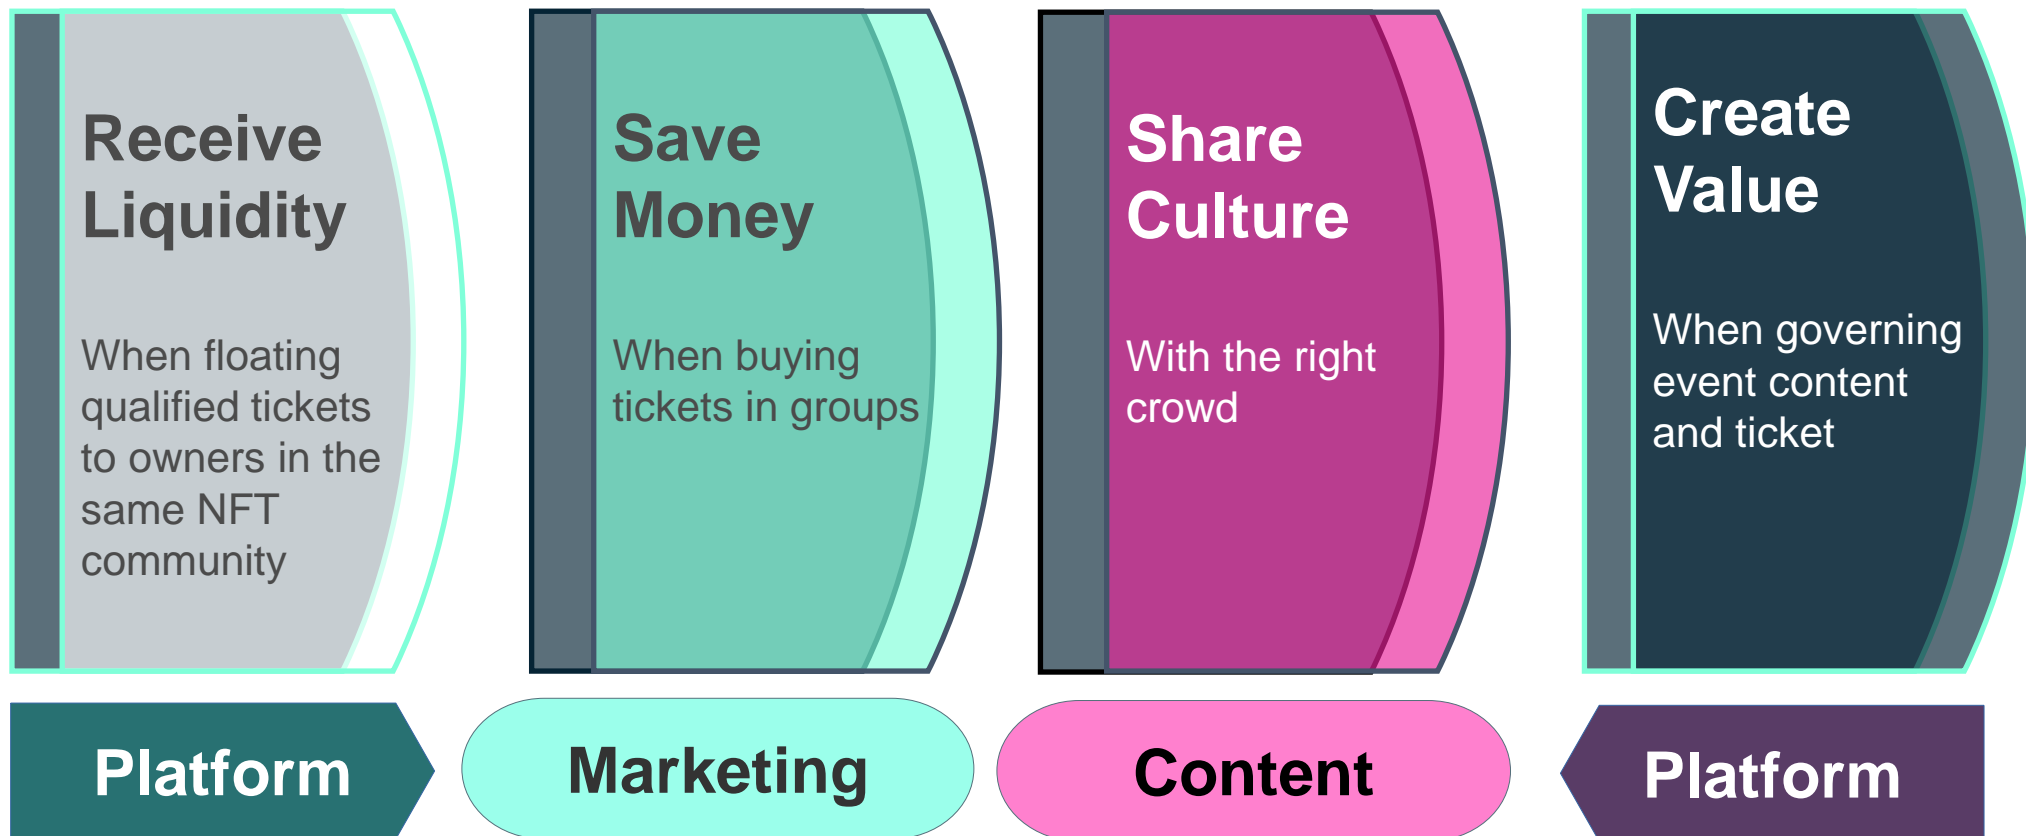 Receive
Liquidity
When floating
qualified tickets
to owners in the
same NFT
community
Save
Money
When buying
tickets in groups
Share
Culture
With the right
crowd
Create
Value
When governing
event content
and ticket
Platform
Marketing
Content
Platform